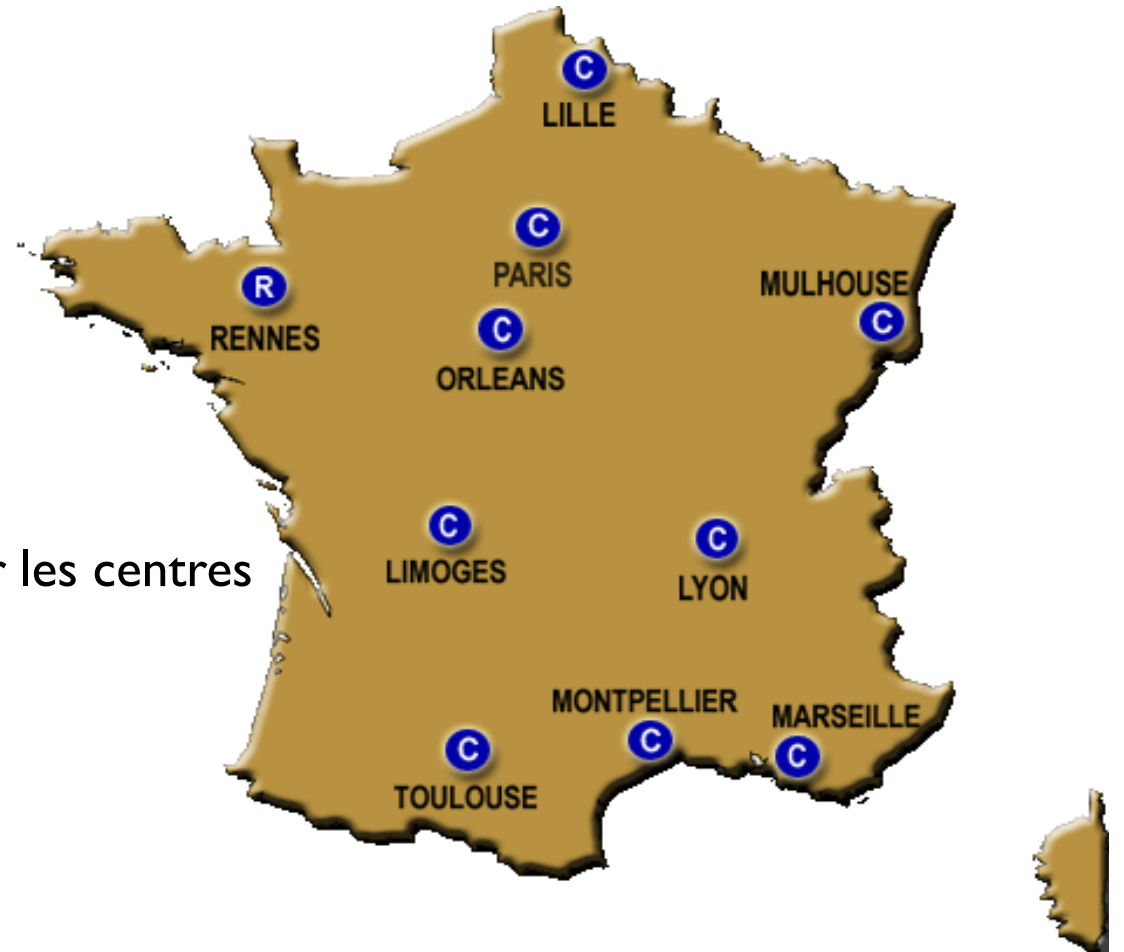 C
LILLE
C
PARIS
MULHOUSE
R
C
RENNES
C
ORLEANS
C
LIMOGES
r les centres
C
LYON
MONTPELLIER
MARSEILLE
C
C
C
TOULOUSE